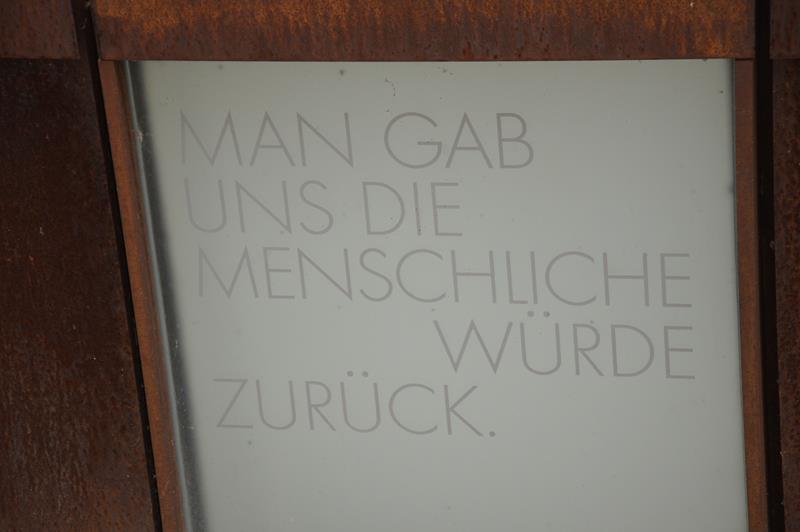 MAN GAB
UNS DIE
MENSCHLICHE
WÜRDE
ZURÜCK.